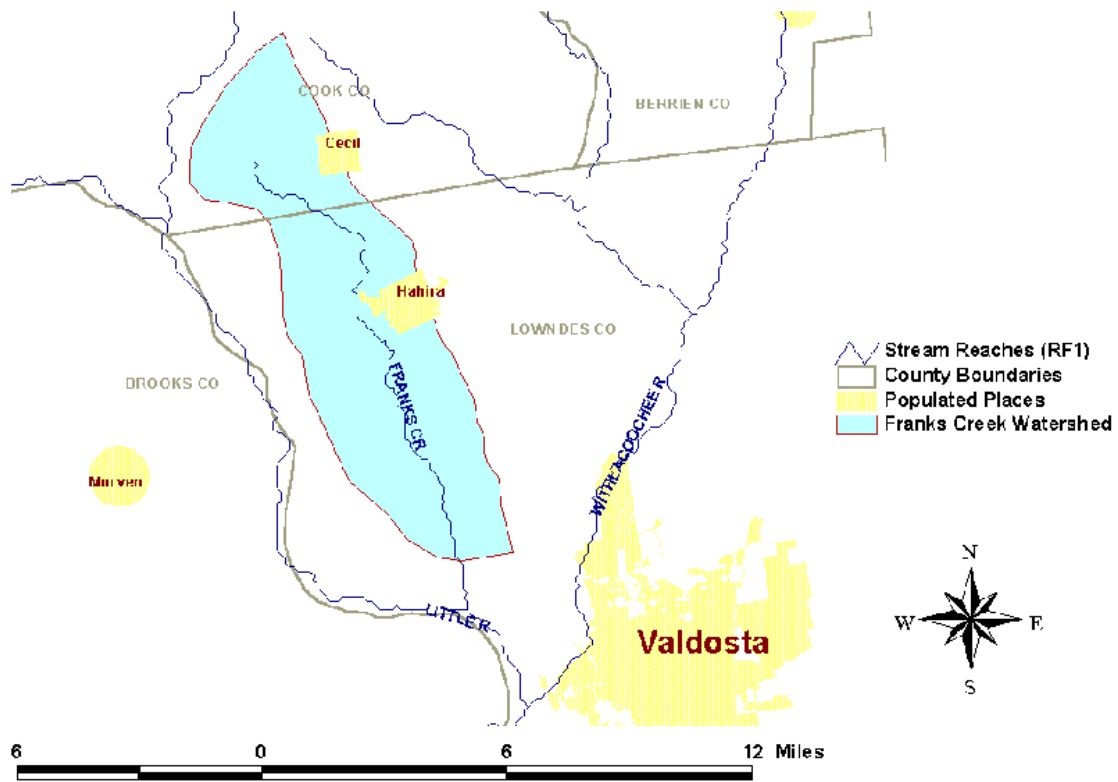 COOK CO
BERRIEN CO
Cecil
Hahira
LOWNDES CO
BROOKS CO
FRANKS CR
WITHLACOOCHEE R
Morven
LITTLE R
Valdosta
Stream Reaches (RF1)
County Boundaries
Populated Places
Franks Creek Watershed
N
W E
S
6 0 6 12 Miles